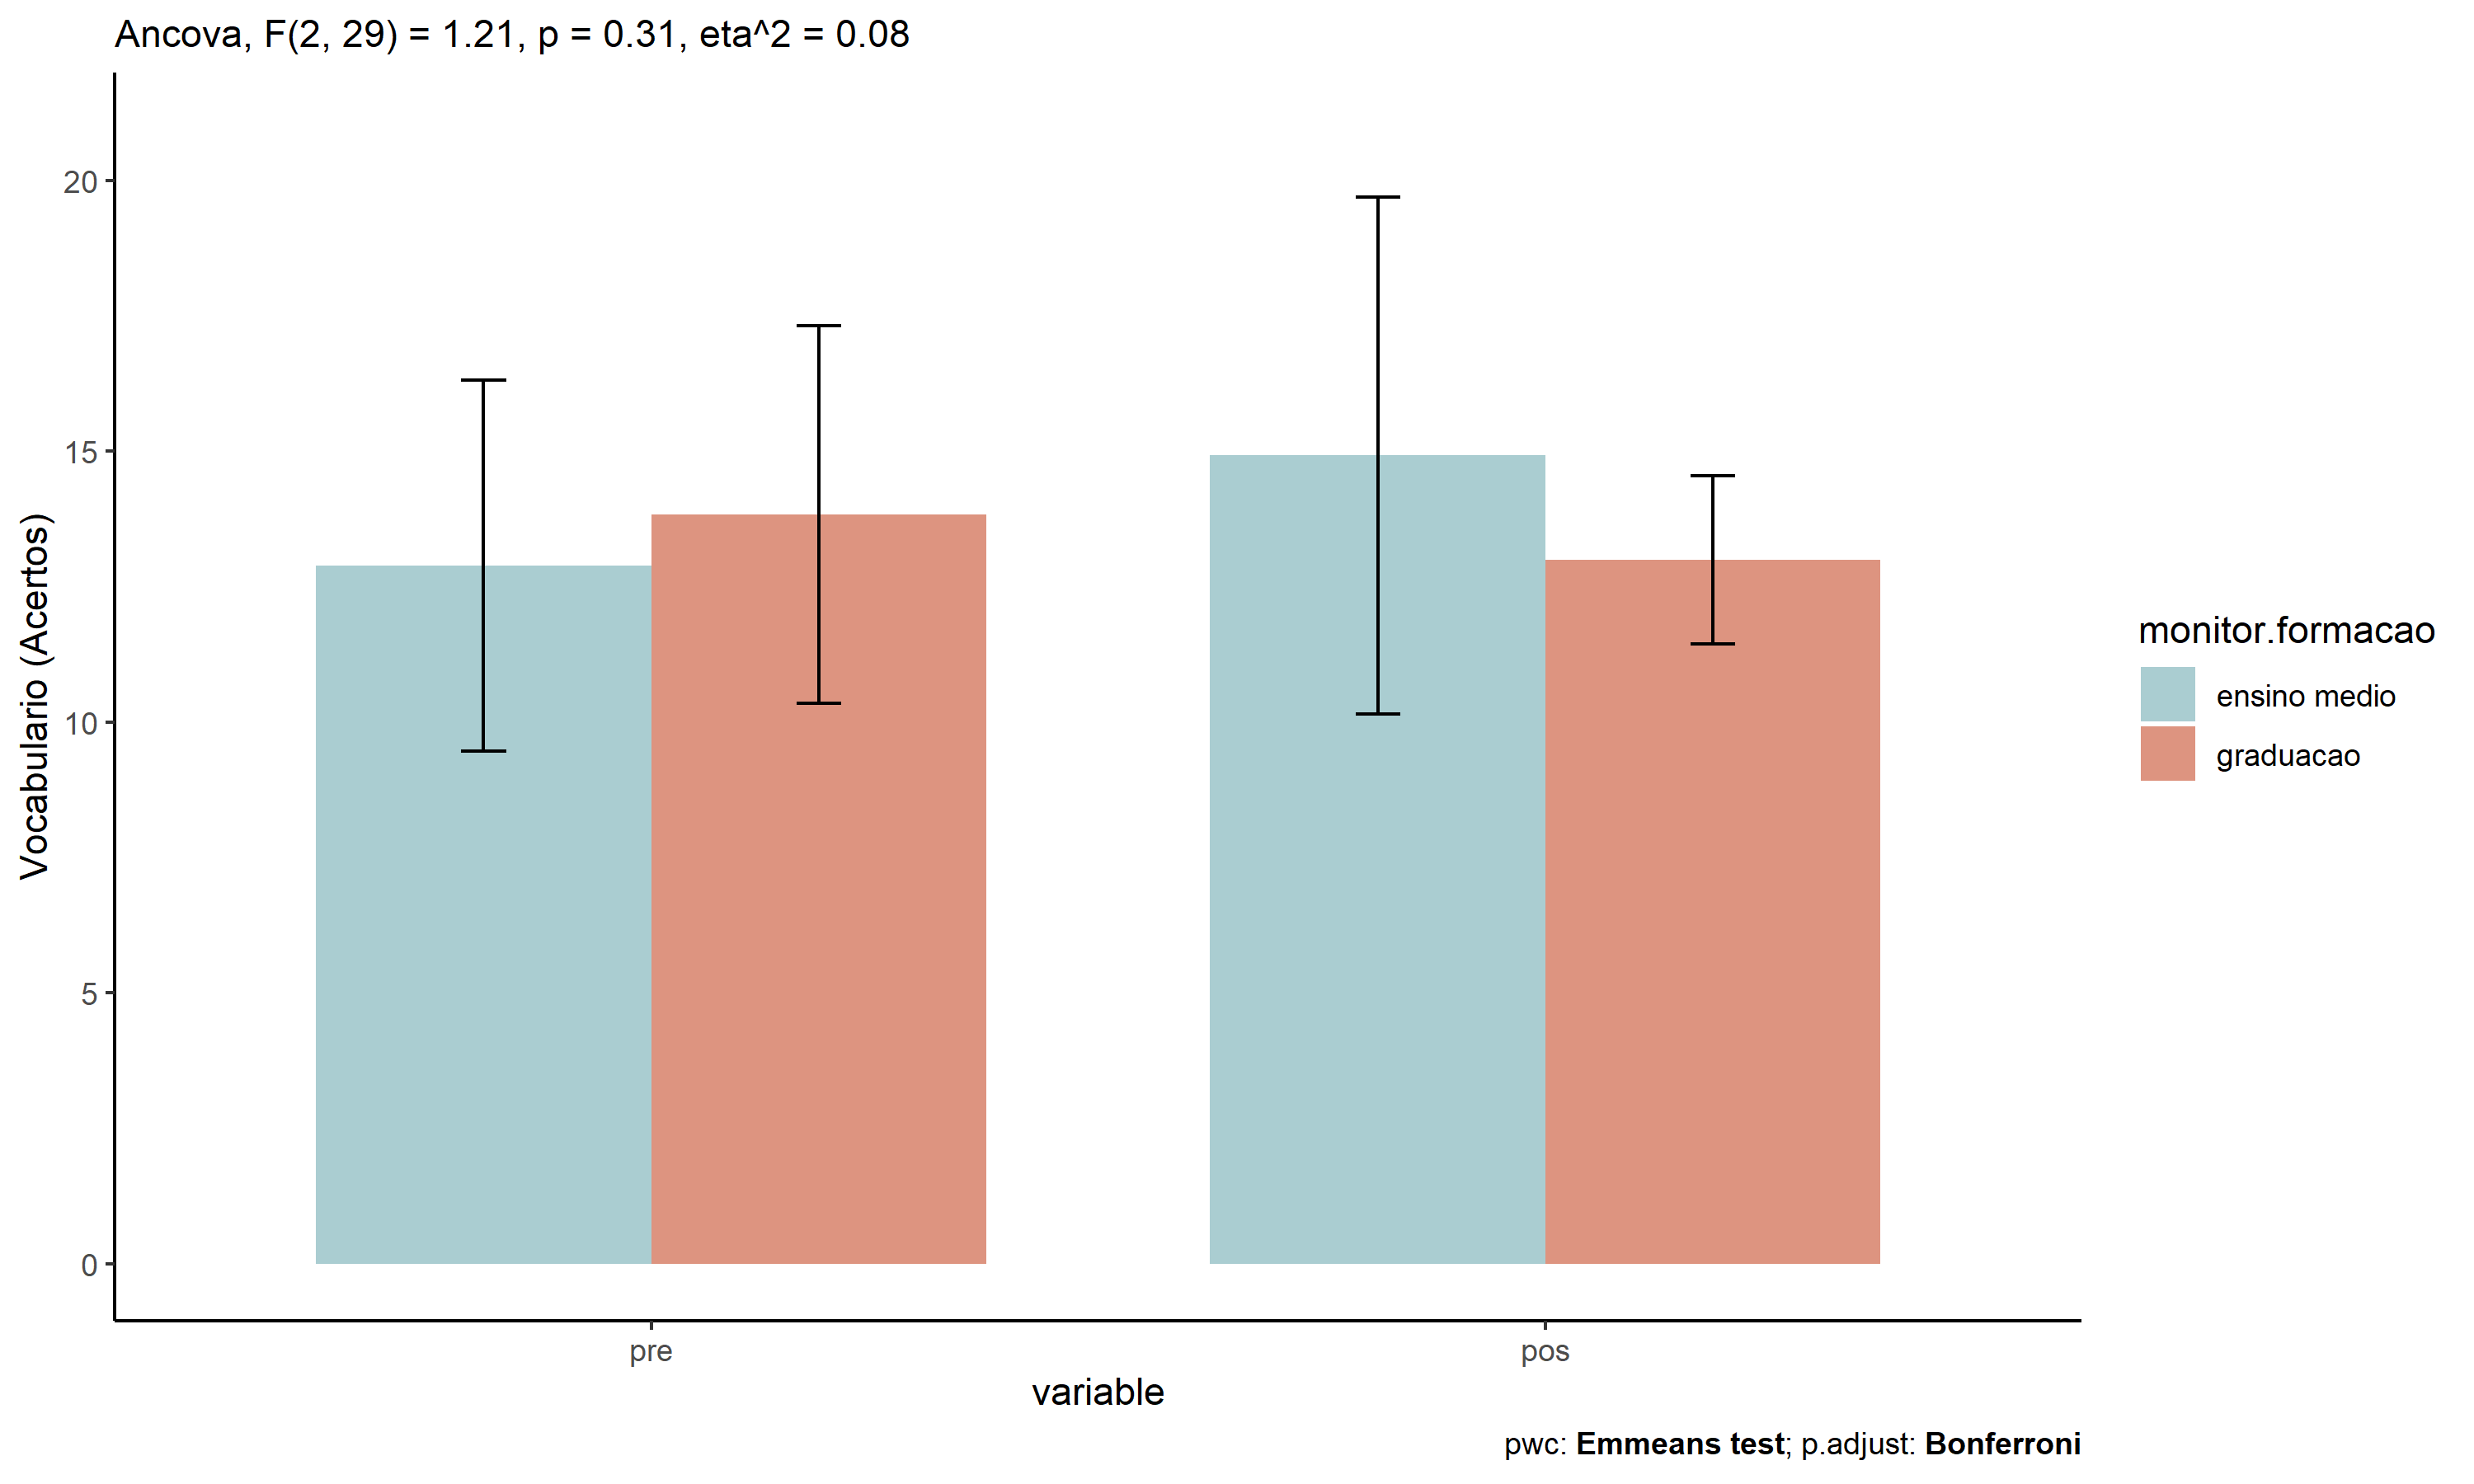 Ancova, F(2, 29) = 1.21, p = 0.31, eta^2 = 0.08
Vocabulario (Acertos)
20
15
10
5
0
pre
pos
variable
monitor.formacao
ensino medio
graduacao
pwc: Emmeans test; p.adjust: Bonferroni